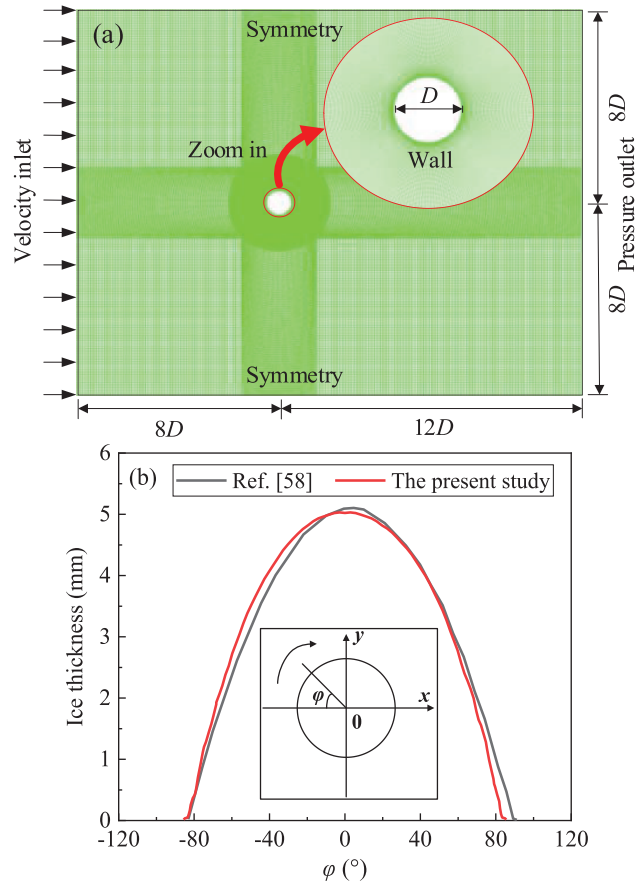 (a)
Symmetry
D
Wall
Zoom in
Velocity inlet
Pressure outlet
8D
8D
Symmetry
8D
12D
(b)
Ref. [58]
The present study
Ice thickness (mm)
6
5
4
3
2
1
0
y
x
φ
0
-120
-80
-40
0
40
80
120
φ (°)